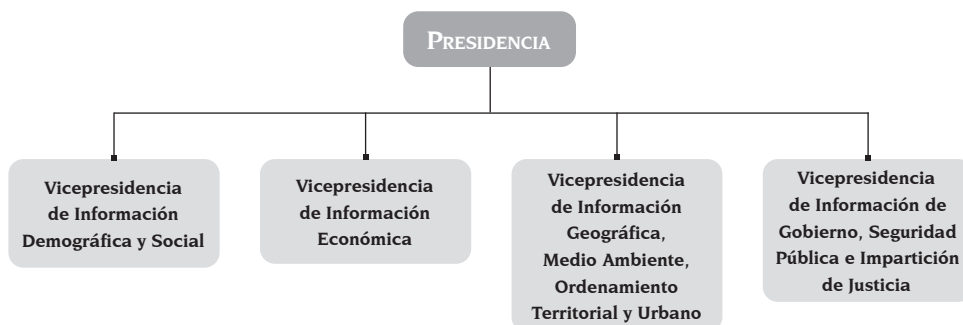 PRESIDENCIA
Vicepresidencia
de Información
Demográfica y Social
Vicepresidencia
de Información
Económica
Vicepresidencia
de Información
Geográfica,
Medio Ambiente,
Ordenamiento
Territorial y Urbano
Vicepresidencia
de Información de
Gobierno, Seguridad
Pública e Impartición
de Justicia